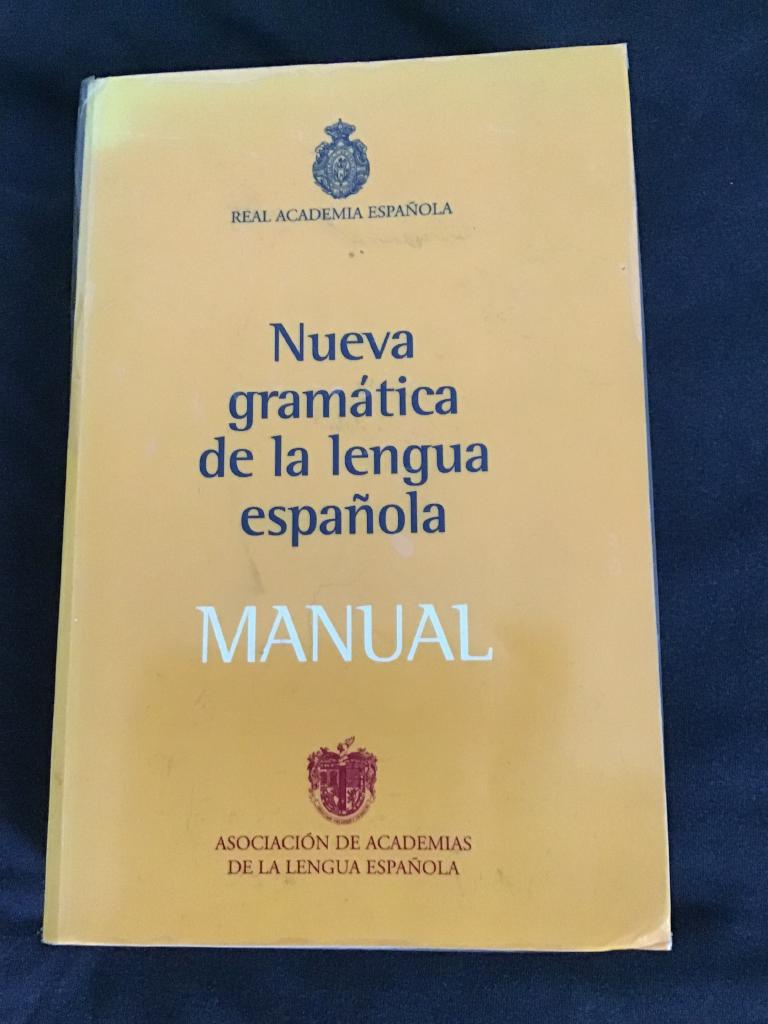 REAL ACADEMIA ESPAÑOLA
Nueva
gramática
de la lengua
española
MANUAL
ASOCIACIÓN DE ACADEMIAS
DE LA LENGUA ESPAÑOLA